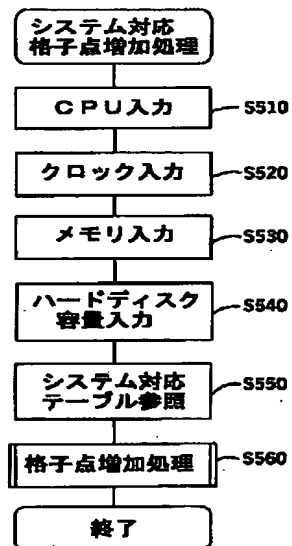 システム対応
格子点増加処理
CPU入力
S510
クロック入力
S520
メモリ入力
S530
ハードディスク
容量入力
S540
システム対応
テーブル参照
S550
格子点増加処理
S560
終了